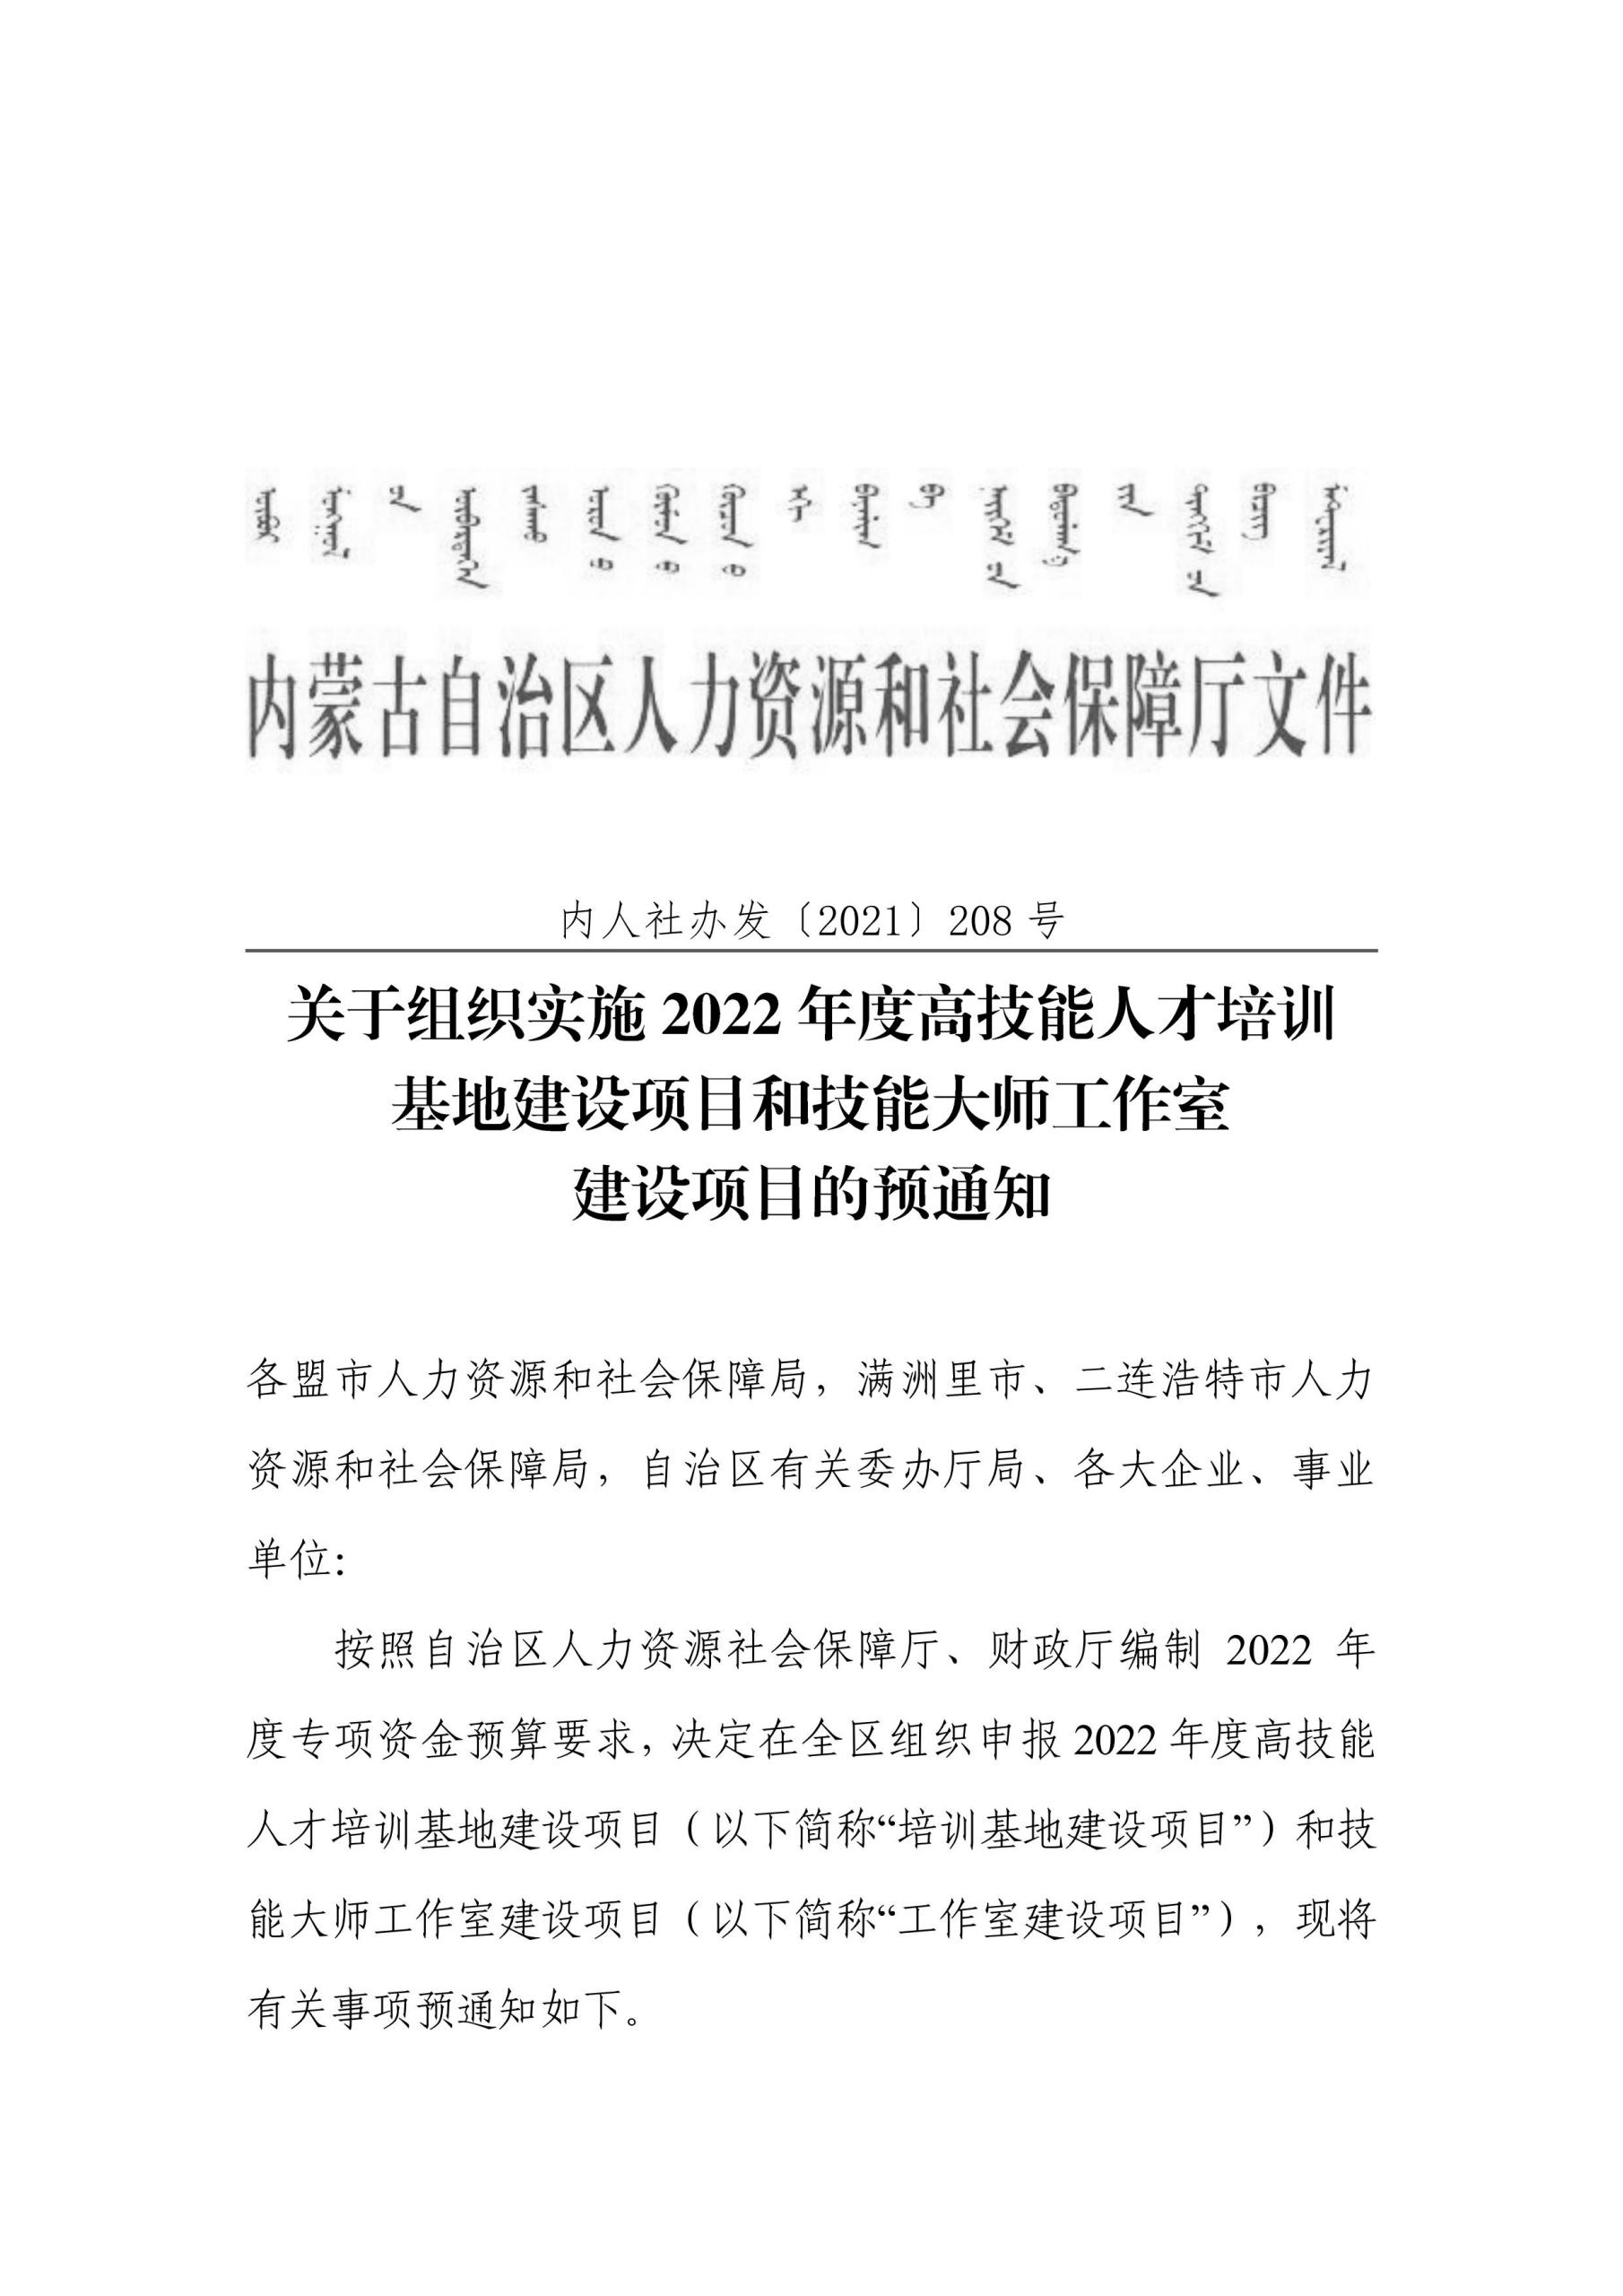 内蒙古自治区人力资源和社会保障厅文件
内人社办发〔2021〕208 号
关于组织实施 2022 年度高技能人才培训
基地建设项目和技能大师工作室
建设项目的预通知
各盟市人力资源和社会保障局，满洲里市、二连浩特市人力
资源和社会保障局，自治区有关委办厅局、各大企业、事业
单位:
按照自治区人力资源社会保障厅、财政厅编制 2022 年
度专项资金预算要求，决定在全区组织申报 2022 年度高技能
人才培训基地建设项目（以下简称“培训基地建设项目”）和技
能大师工作室建设项目（以下简称“工作室建设项目”），现将
有关事项预通知如下。